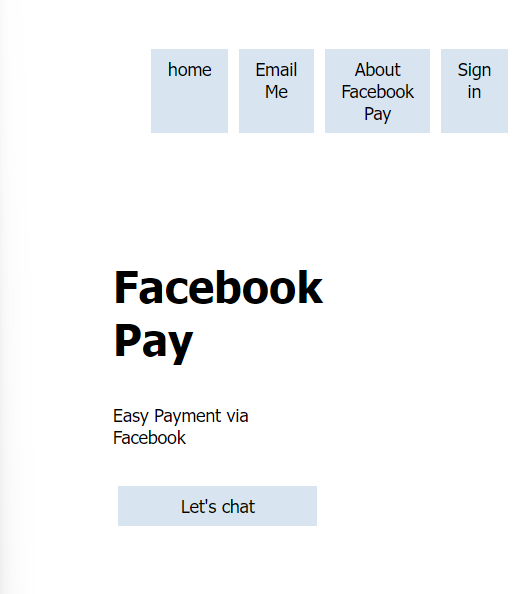 home
Email
Me
About
Facebook
Pay
Sign
in
Facebook
Pay
Easy Payment via
Facebook
Let's chat